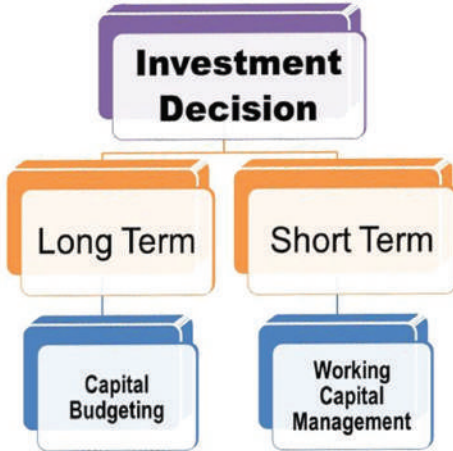 Investment
Decision
Long Term
Short Term
Capital
Budgeting
Working
Capital
Management